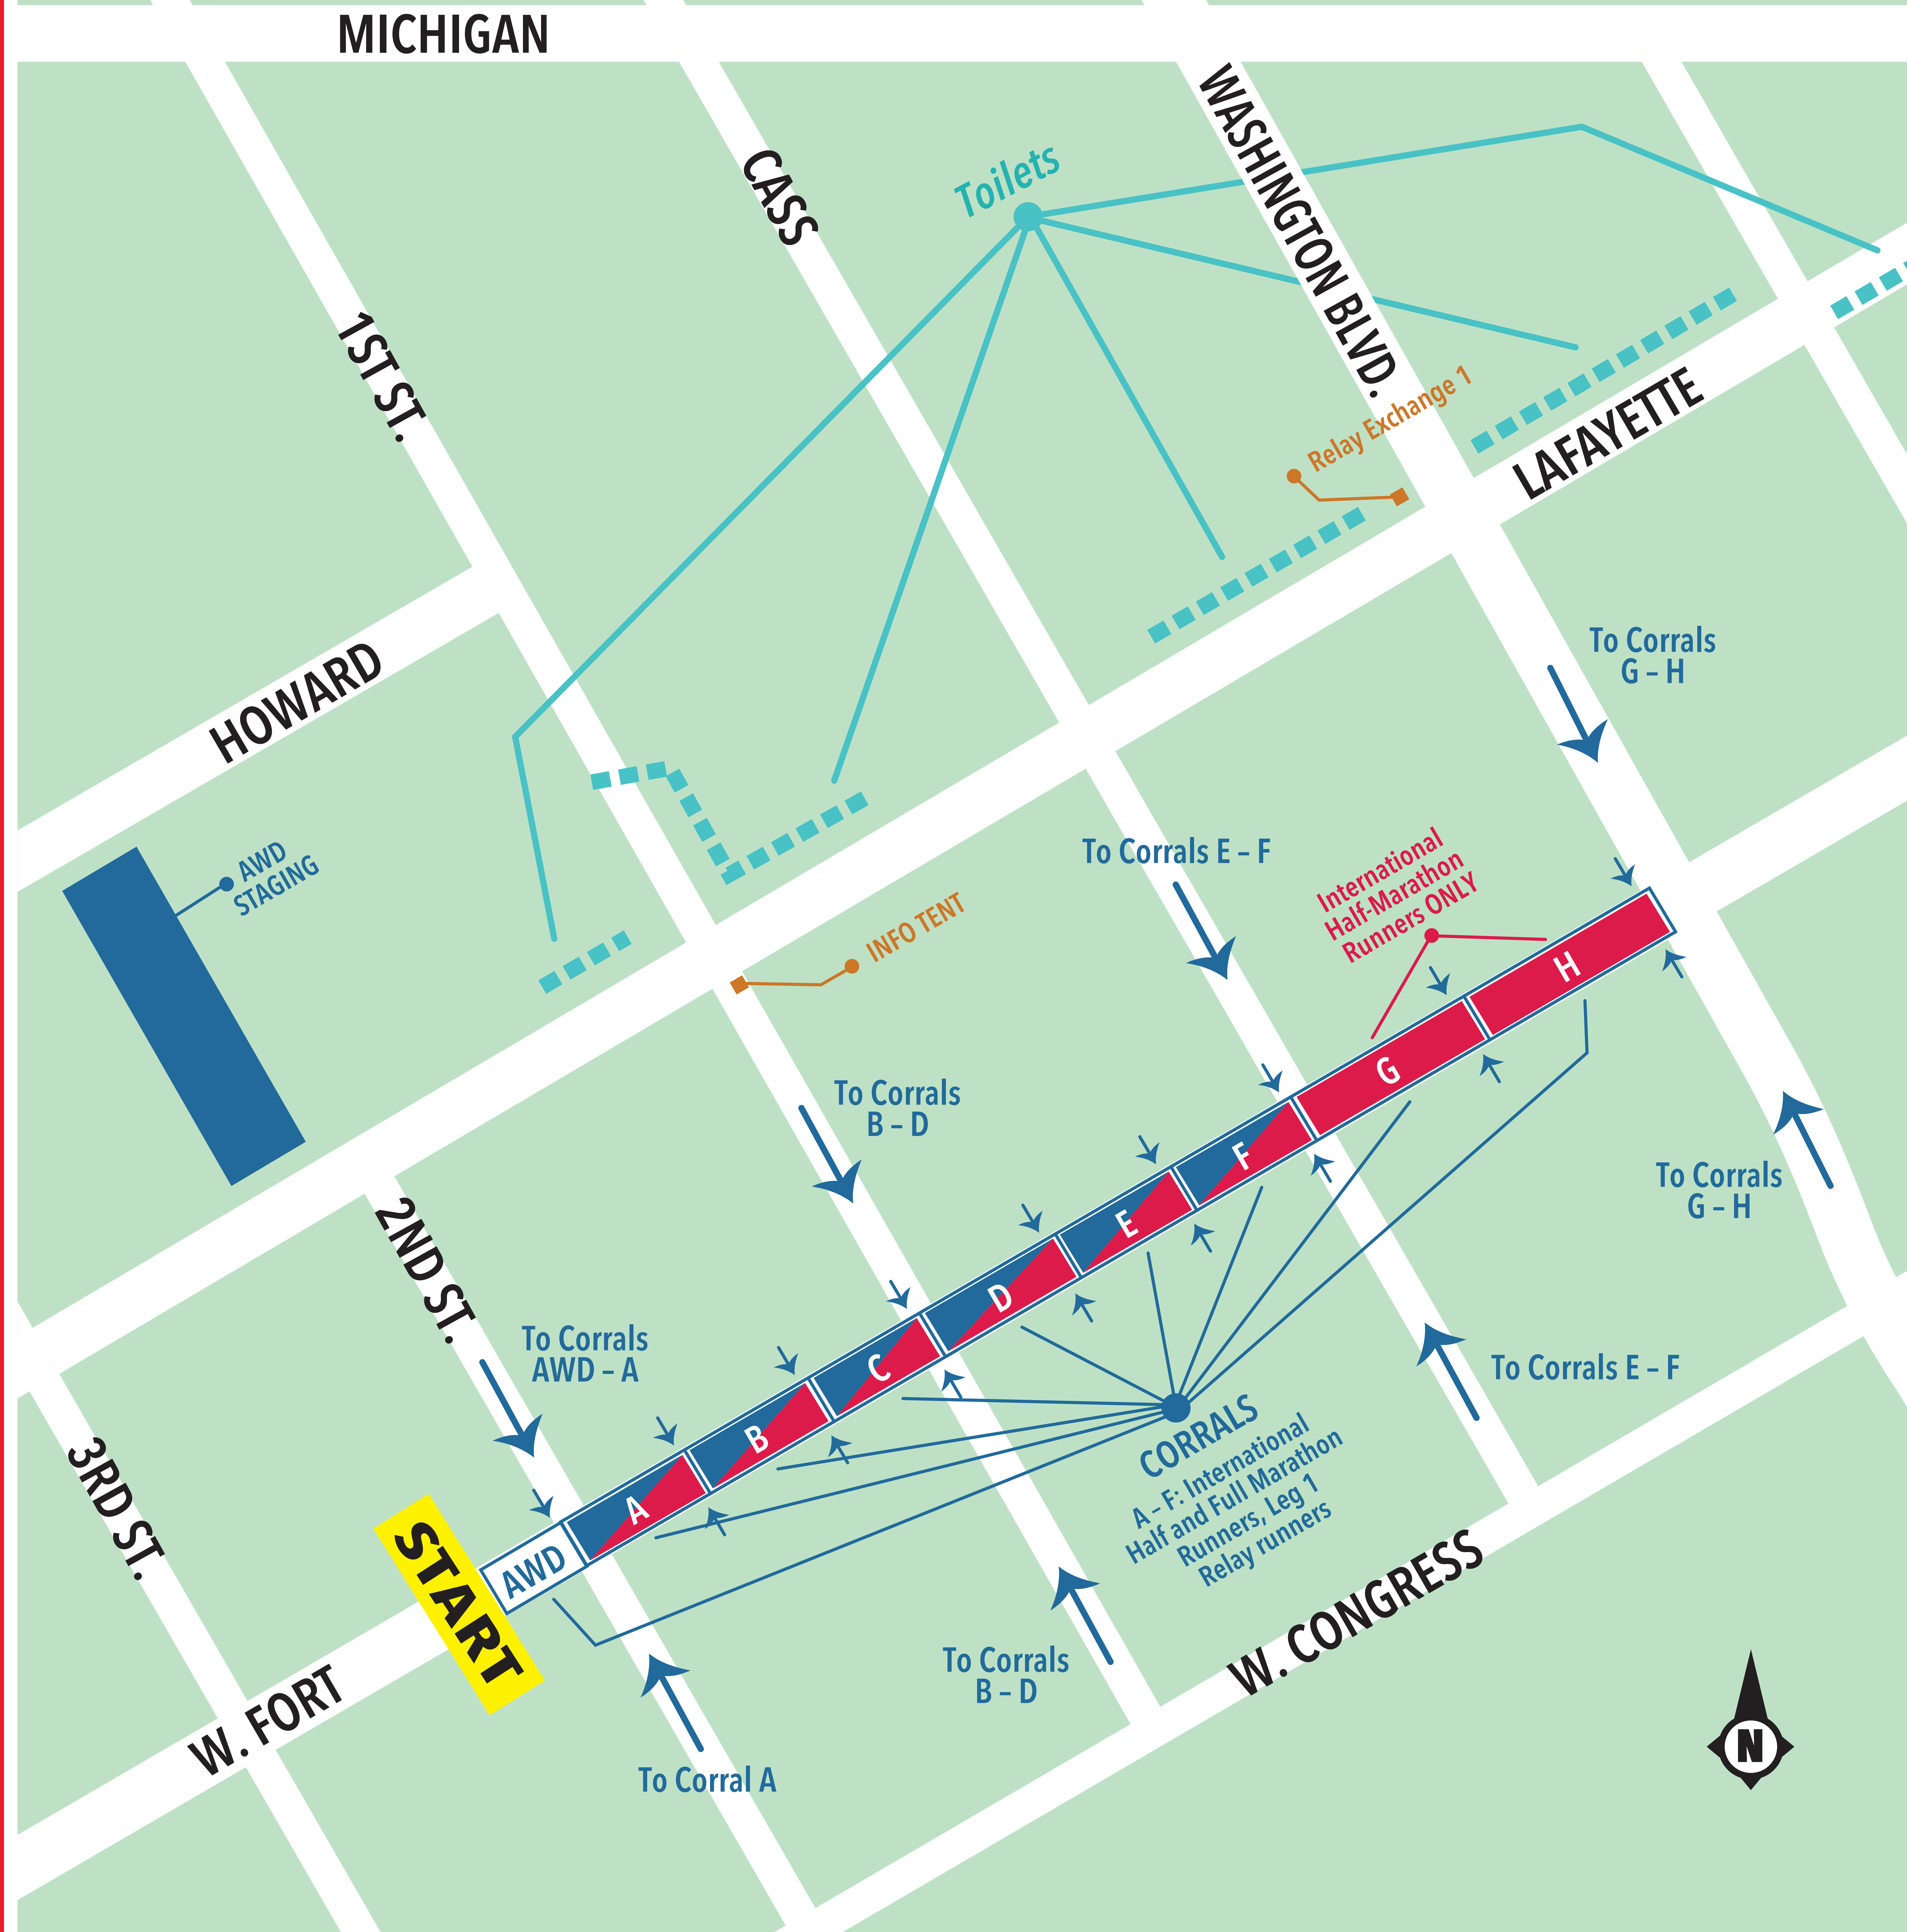 MICHIGAN
WASHINGTON BLVD.
CASS
Toilets
1ST ST.
Relay Exchange 1
LAFAYETTE
HOWARD
To Corrals
G – H
AWD
STAGING
To Corrals E – F
International
Half-Marathon
Runners ONLY
INFO TENT
H
G
To Corrals
B – D
F
To Corrals
G – H
E
2ND ST.
D
To Corrals
AWD – A
C
To Corrals E – F
B
CORRALS
A – F: International
Half and Full Marathon
Runners, Leg 1
Relay runners
3RD ST.
A
AWD
START
W. CONGRESS
W. FORT
To Corrals
B – D
To Corral A
N